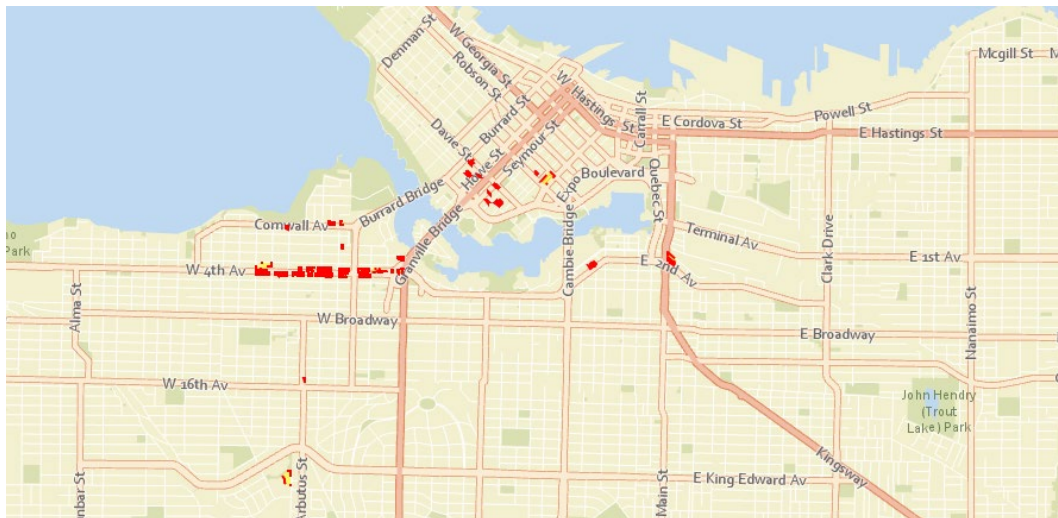 Denman St
W Georgia St
Robson St
Mcgill St
M
W Hastings St
Burrard St
Carrall St
Powell St
E Cordova St
E Hastings St
Davie St
Seymour St
Howe St
Boulevard
Expo
Quebec St
Burrard Bridge
Cornwall Av
Granville Bridge
Cambie Bridge
Terminal Av
Clark Drive
Park
W 4th Av
E 2nd Av
E 1st Av
Alma St
W Broadway
E Broadway
Nanaimo St
W 16th Av
John Hendry
(Trout
Lake) Park
Kingsway
nbar St
Arbutus St
Main St
E King Edward Av